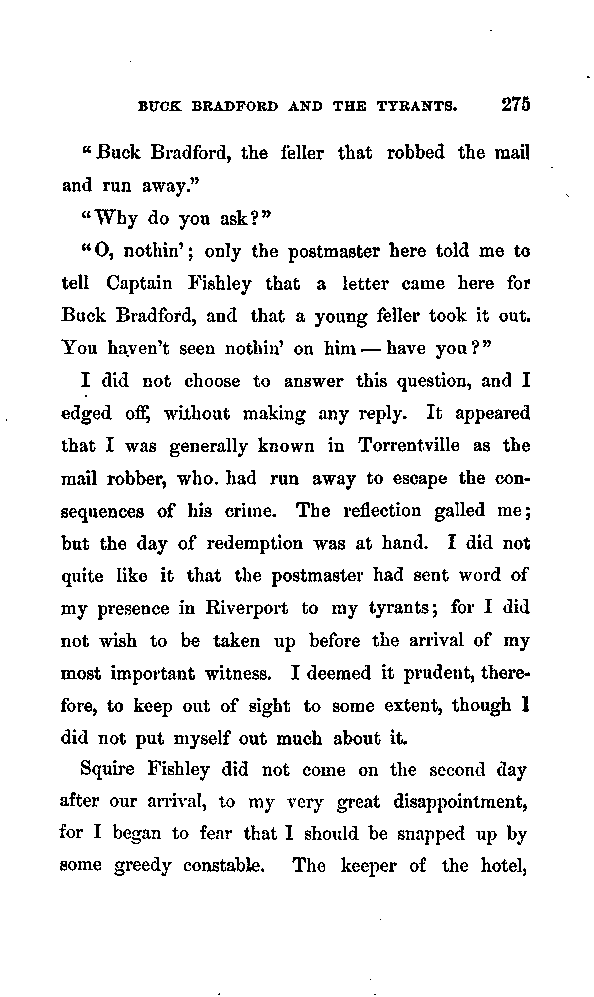 BUCK BRADFORD AND THE TYRANTS. 275
“Buck Bradford, the feller that robbed the mail
and run away.”
“Why do you ask?”
“O, nothin’; only the postmaster here told me to
tell Captain Fishley that a letter came here for
Buck Bradford, and that a young feller took it out.
You haven’t seen nothin’ on him — have you?”
I did not choose to answer this question, and I
edged off, without making any reply. It appeared
that I was generally known in Torrentville as the
mail robber, who. had run away to escape the con-
sequences of his crime. The reflection galled me;
but the day of redemption was at hand. I did not
quite like it that the postmaster had sent word of
my presence in Riverport to my tyrants; for I did
not wish to be taken up before the arrival of my
most important witness. I deemed it prudent, there-
fore, to keep out of sight to some extent, though I
did not put myself out much about it.
Squire Fishley did not come on the second day
after our arrival, to my very great disappointment,
for I began to fear that I should be snapped up by
some greedy constable. The keeper of the hotel,